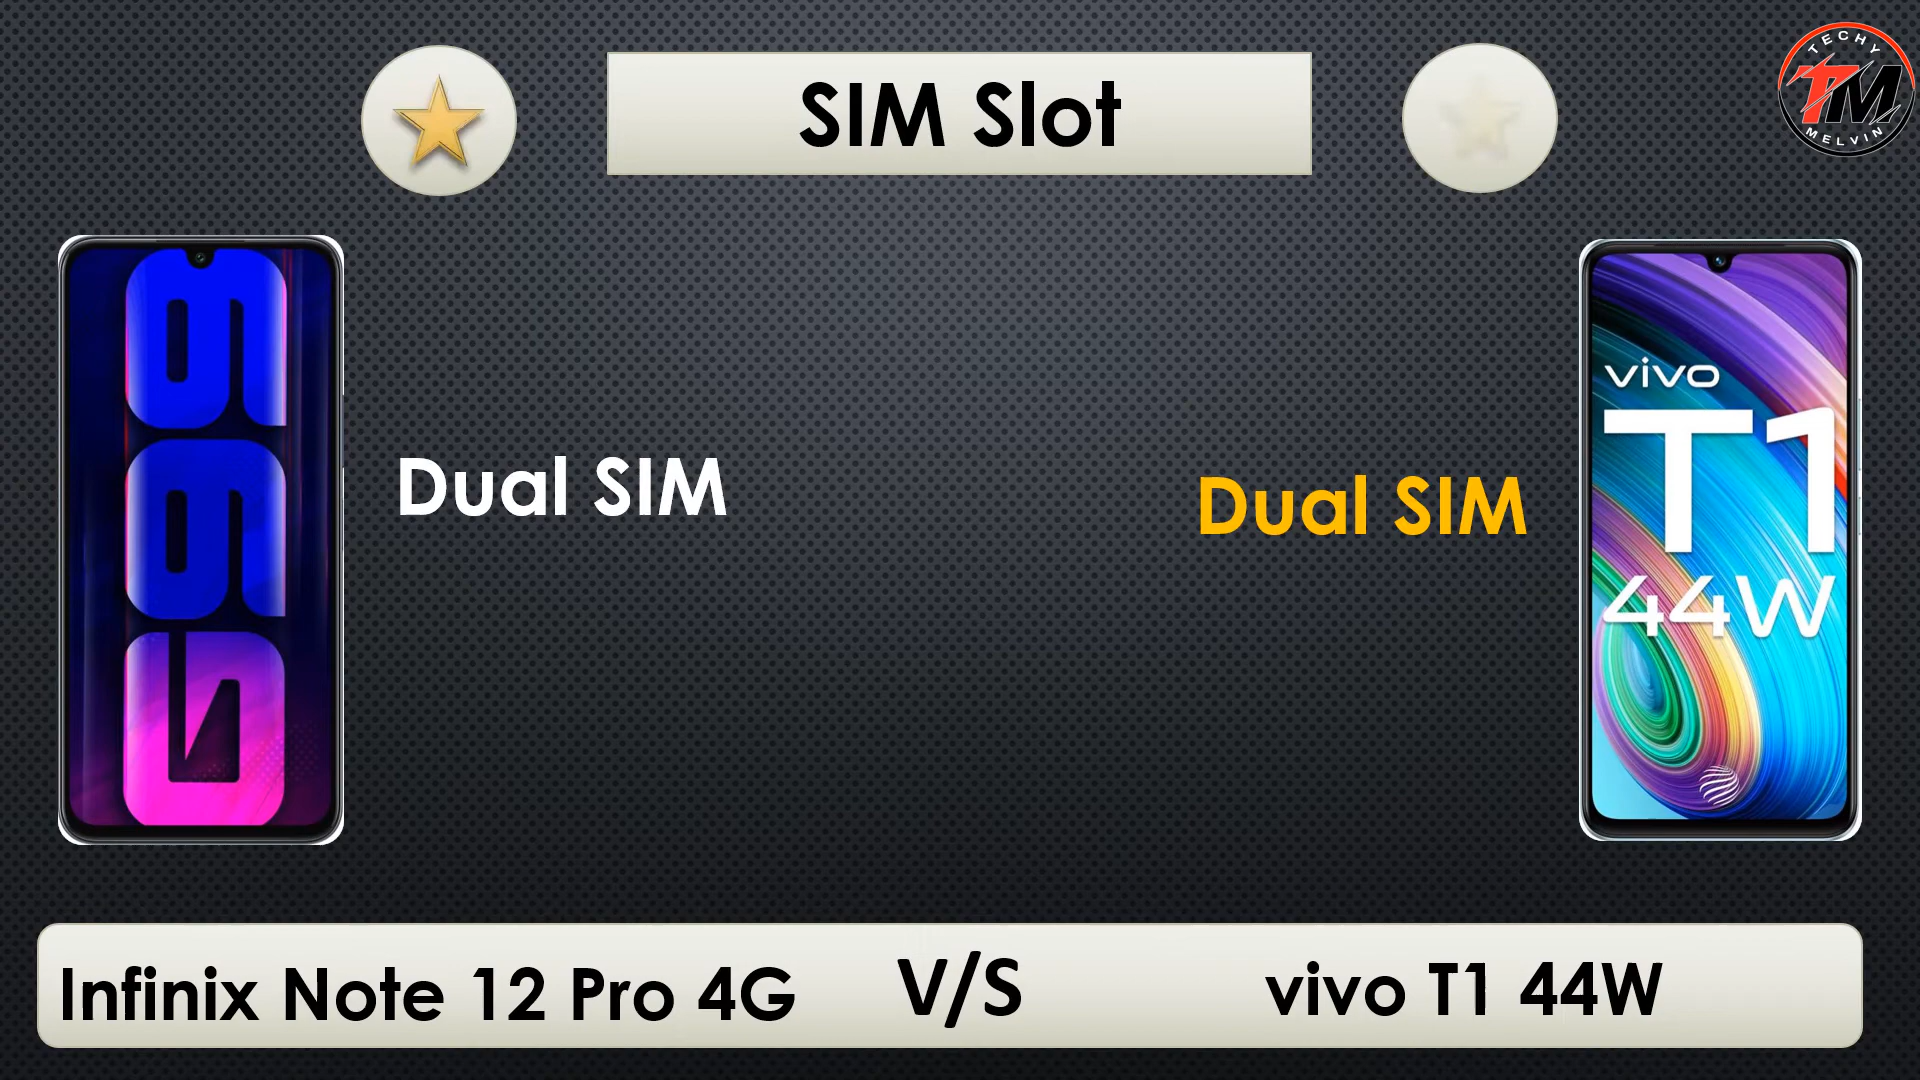 SIM Slot
TECHY
TM
MELVIN
Dual SIM
Dual SIM
vivo
T1
44W
G99
Infinix Note 12 Pro 4G V/S vivo T1 44W